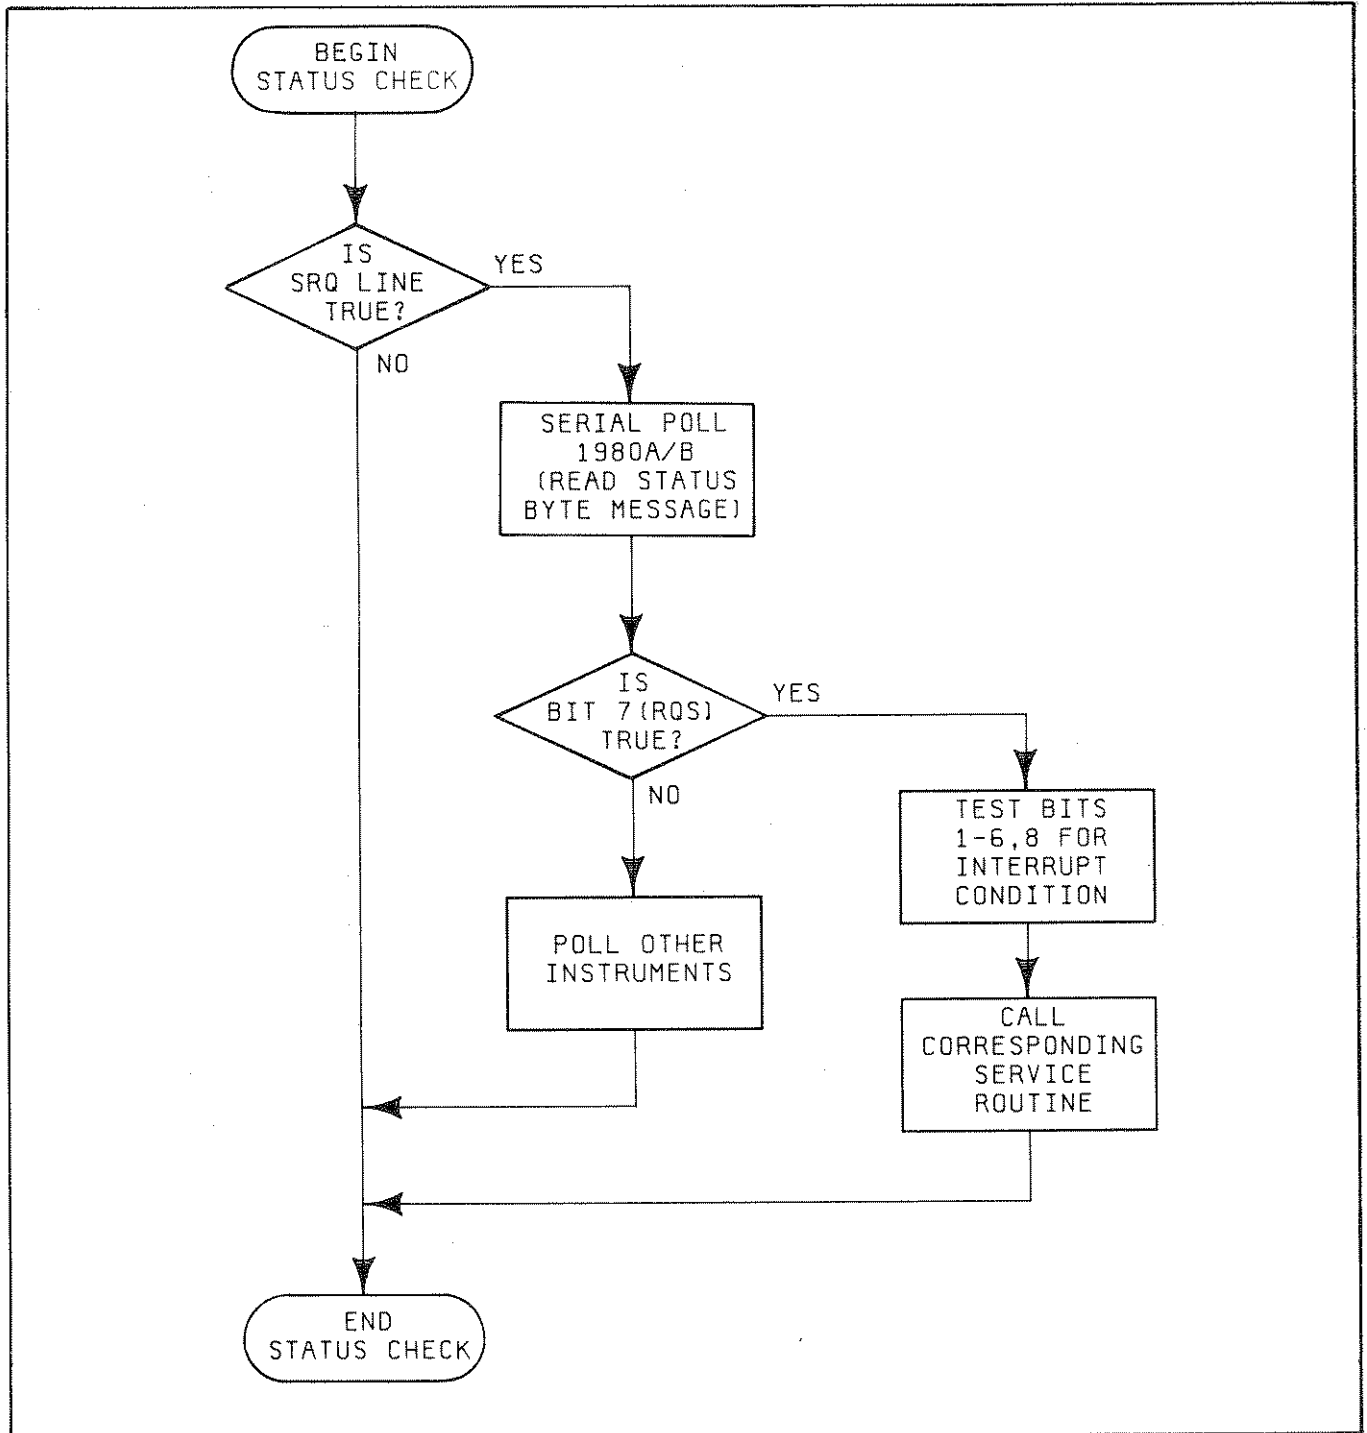 BEGIN
STATUS CHECK
IS
SRQ LINE
TRUE?
YES
NO
SERIAL POLL
1980A/B
(READ STATUS
BYTE MESSAGE)
IS
BIT 7(RQS)
TRUE?
YES
NO
TEST BITS
1-6,8 FOR
INTERRUPT
CONDITION
POLL OTHER
INSTRUMENTS
CALL
CORRESPONDING
SERVICE
ROUTINE
END
STATUS CHECK